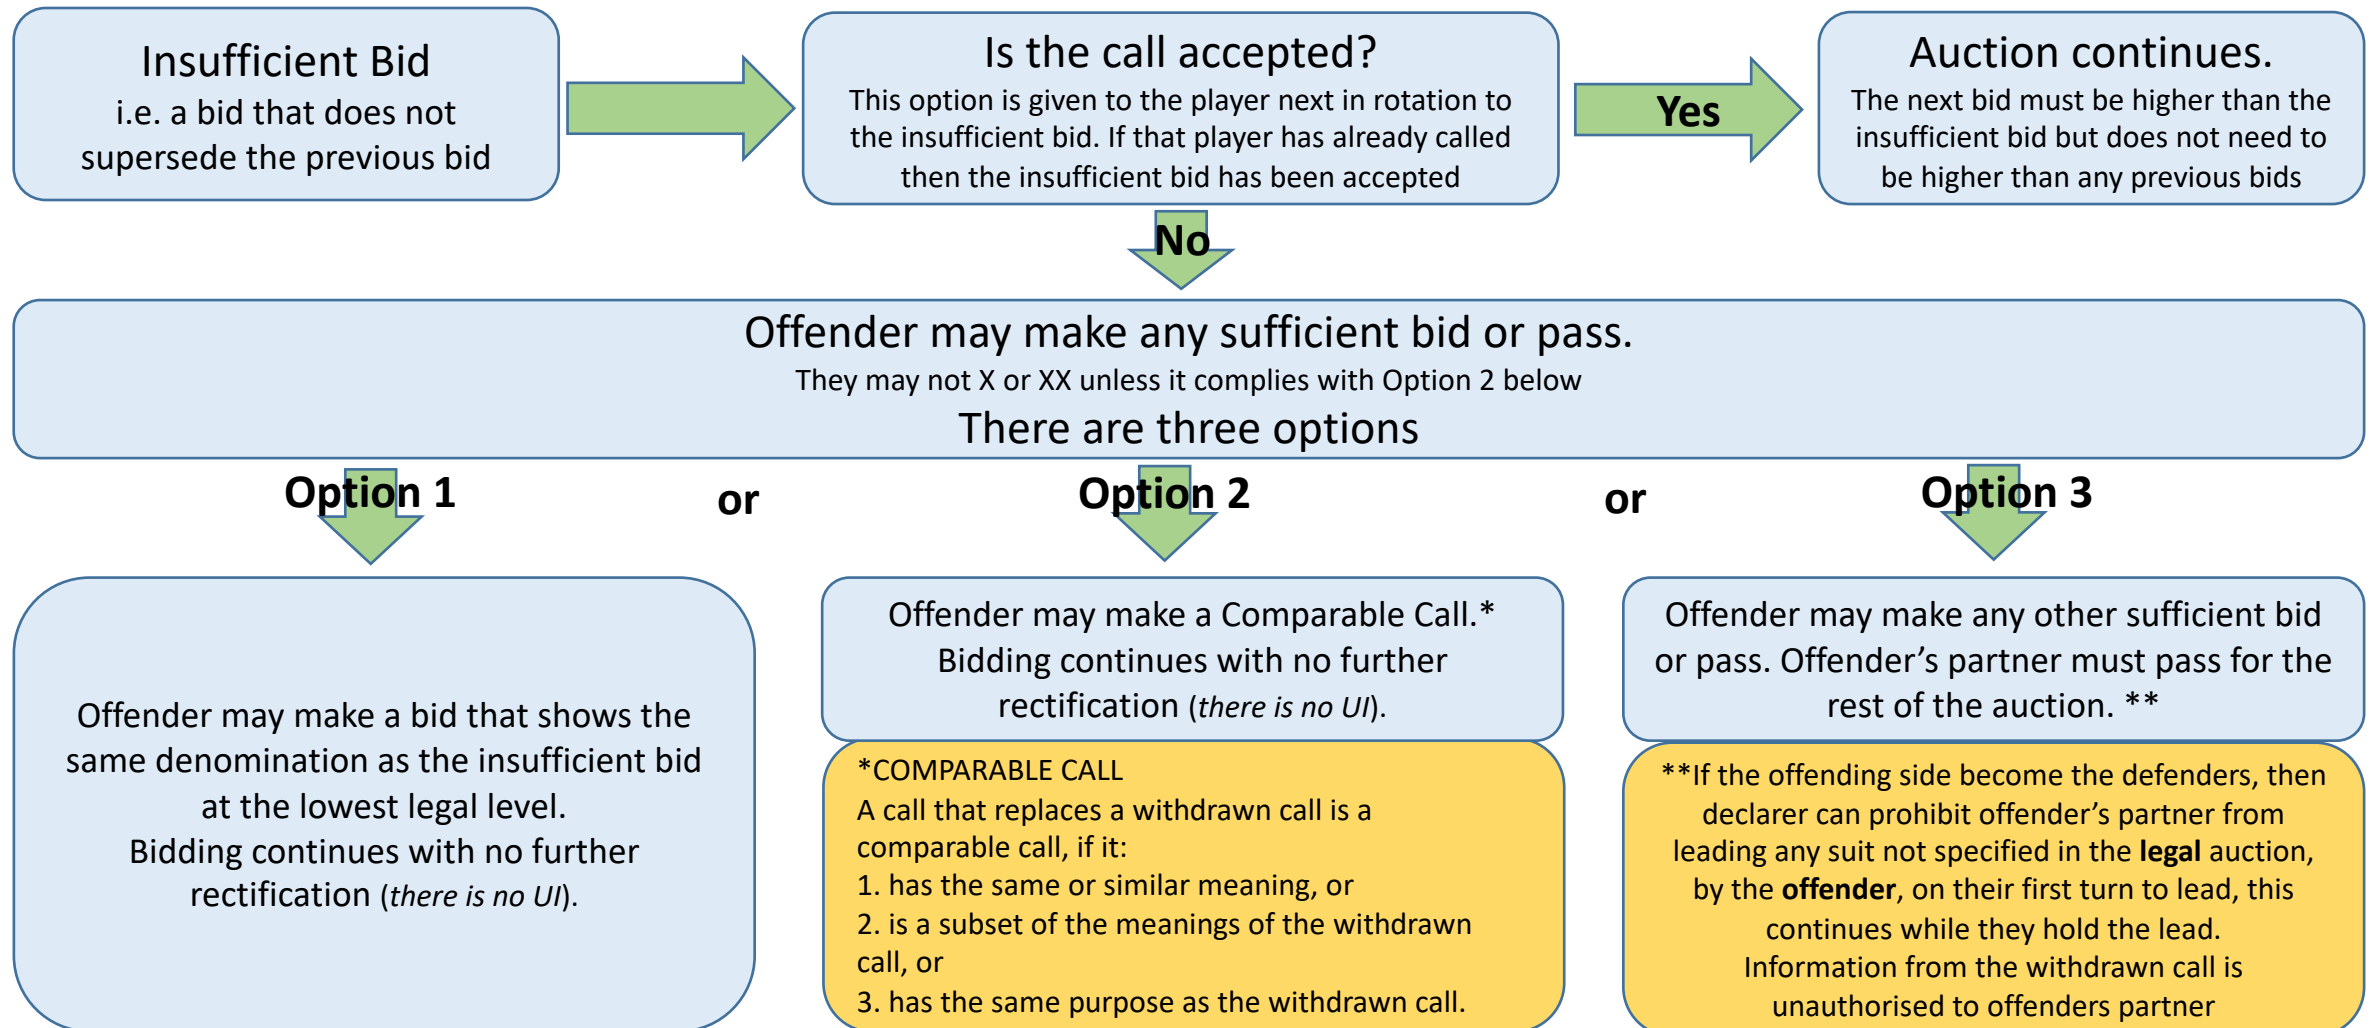 Insufficient Bid
i.e. a bid that does not
supersede the previous bid
Is the call accepted?
This option is given to the player next in rotation to
the insufficient bid. If that player has already called
then the insufficient bid has been accepted
Yes
Auction continues.
The next bid must be higher than the
insufficient bid but does not need to
be higher than any previous bids
No
Offender may make any sufficient bid or pass.
They may not X or XX unless it complies with Option 2 below
There are three options
Option 1
or
Option 2
or
Option 3
Offender may make a bid that shows the
same denomination as the insufficient bid
at the lowest legal level.
Bidding continues with no further
rectification (there is no UI).
Offender may make a Comparable Call.*
Bidding continues with no further
rectification (there is no UI).
*COMPARABLE CALL
A call that replaces a withdrawn call is a
comparable call, if it:
1. has the same or similar meaning, or
2. is a subset of the meanings of the withdrawn
call, or
3. has the same purpose as the withdrawn call.
Offender may make any other sufficient bid
or pass. Offender’s partner must pass for the
rest of the auction. **
**If the offending side become the defenders, then
declarer can prohibit offender’s partner from
leading any suit not specified in the legal auction,
by the offender, on their first turn to lead, this
continues while they hold the lead.
Information from the withdrawn call is
unauthorised to offenders partner